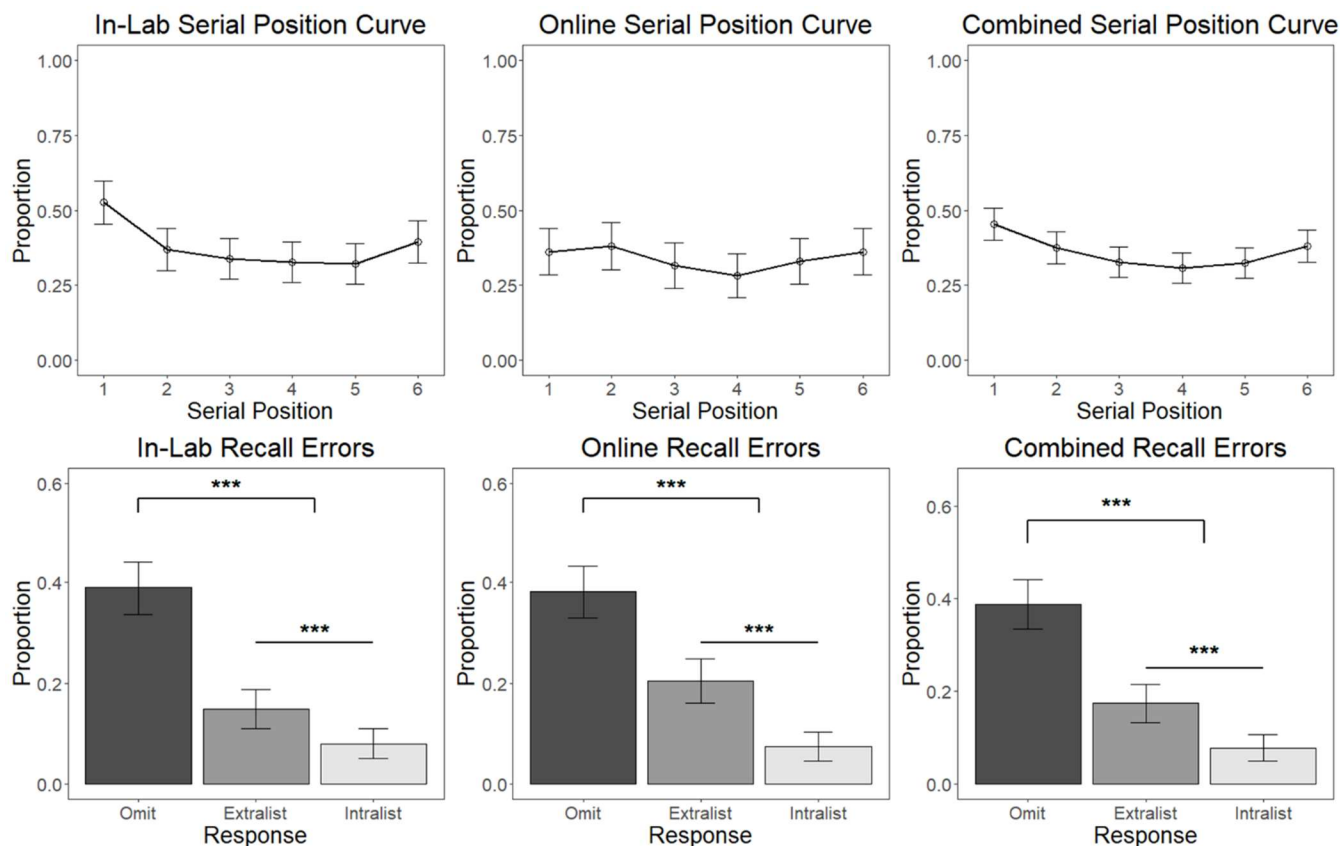 In-Lab Serial Position Curve
Proportion
1.00
0.75
0.50
0.25
0.00
1 2 3 4 5 6
Serial Position
Online Serial Position Curve
Proportion
1.00
0.75
0.50
0.25
0.00
1 2 3 4 5 6
Serial Position
Combined Serial Position Curve
Proportion
1.00
0.75
0.50
0.25
0.00
1 2 3 4 5 6
Serial Position
In-Lab Recall Errors
Proportion
0.6
0.4
0.2
0.0
***
***
Omit Extralist Intralist
Response
Online Recall Errors
Proportion
0.6
0.4
0.2
0.0
***
***
Omit Extralist Intralist
Response
Combined Recall Errors
Proportion
0.6
0.4
0.2
0.0
***
***
Omit Extralist Intralist
Response